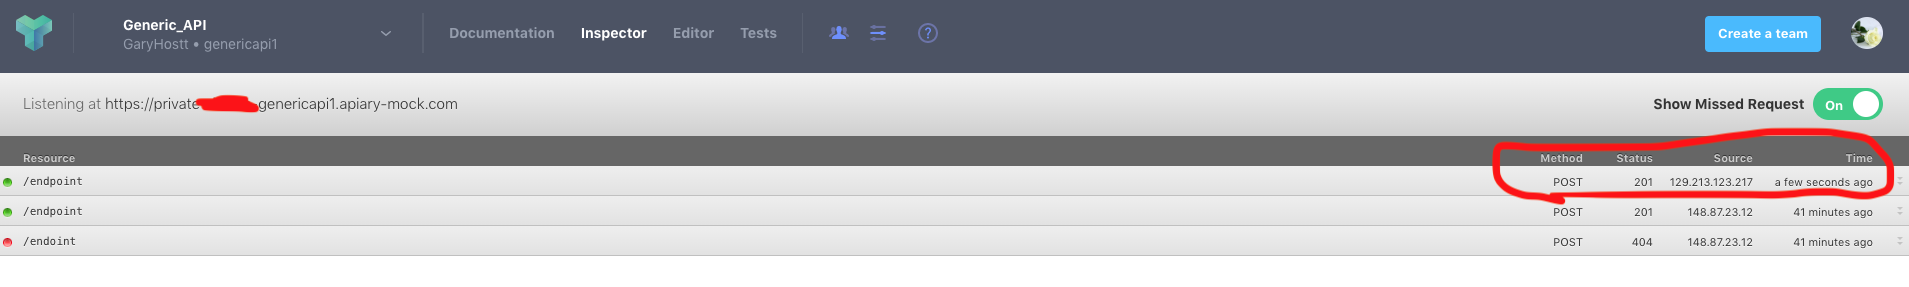 Generic_API
GaryHostt • genericapi1
Documentation Inspector Editor Tests ?
Create a team
Listening at https://private genericapi1.apiary-mock.com
Show Missed Request On
Resource Method Status Source Time
/endpoint POST 201 129.213.123.217 a few seconds ago
/endpoint POST 201 148.87.23.12 41 minutes ago
/endoint POST 404 148.87.23.12 41 minutes ago